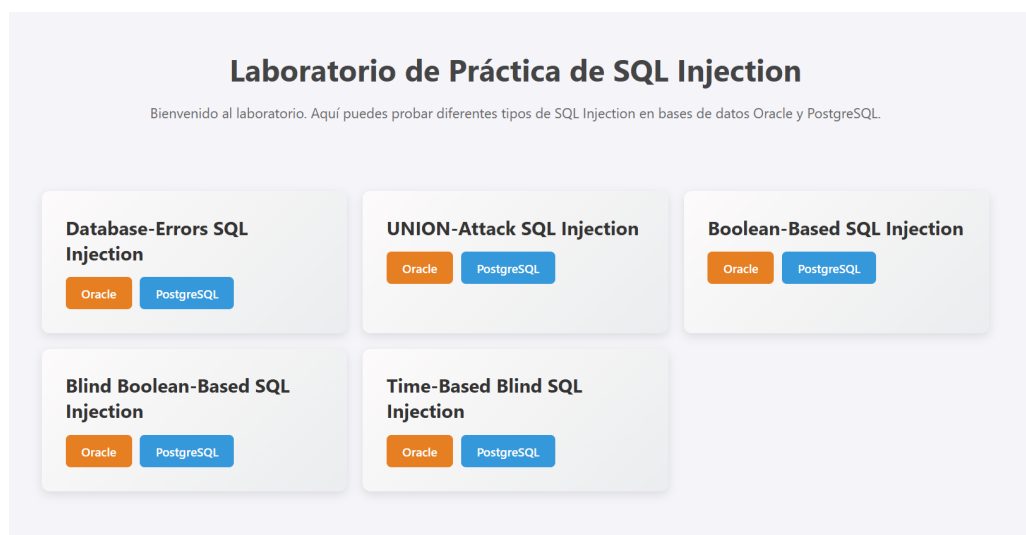 Laboratorio de Práctica de SQL Injection
Bienvenido al laboratorio. Aquí puedes probar diferentes tipos de SQL Injection en bases de datos Oracle y PostgreSQL.
Database-Errors SQL
Injection
Oracle PostgreSQL
UNION-Attack SQL Injection
Oracle PostgreSQL
Boolean-Based SQL Injection
Oracle PostgreSQL
Blind Boolean-Based SQL
Injection
Oracle PostgreSQL
Time-Based Blind SQL
Injection
Oracle PostgreSQL